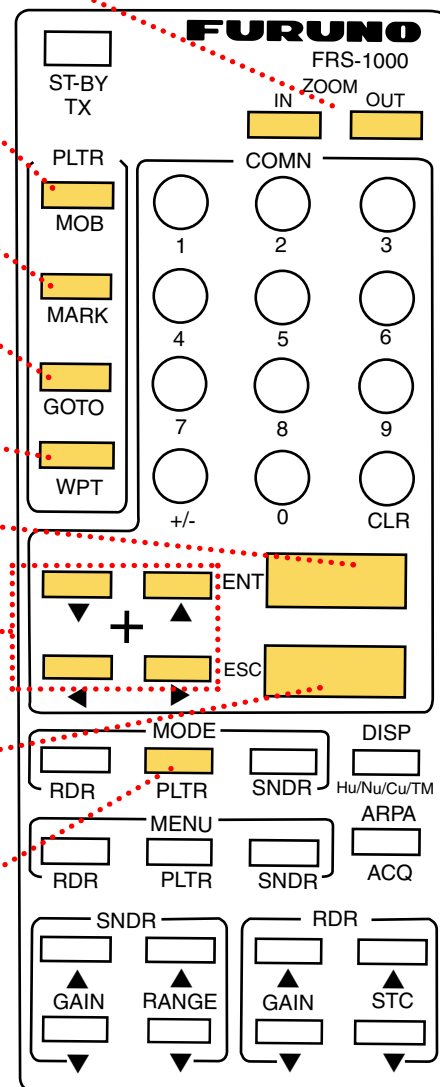 FURUNO
FRS-1000
ST-BY
TX
ZOOM
IN OUT
PLTR COMN
MOB
1 2 3
MARK
4 5 6
GOTO
7 8 9
WPT
+/- 0 CLR
ENT
ESC
MODE DISP
RDR PLTR SNDR Hu/Nu/Cu/TM
MENU ARPA
RDR PLTR SNDR ACQ
SNDR RDR
GAIN RANGE GAIN STC